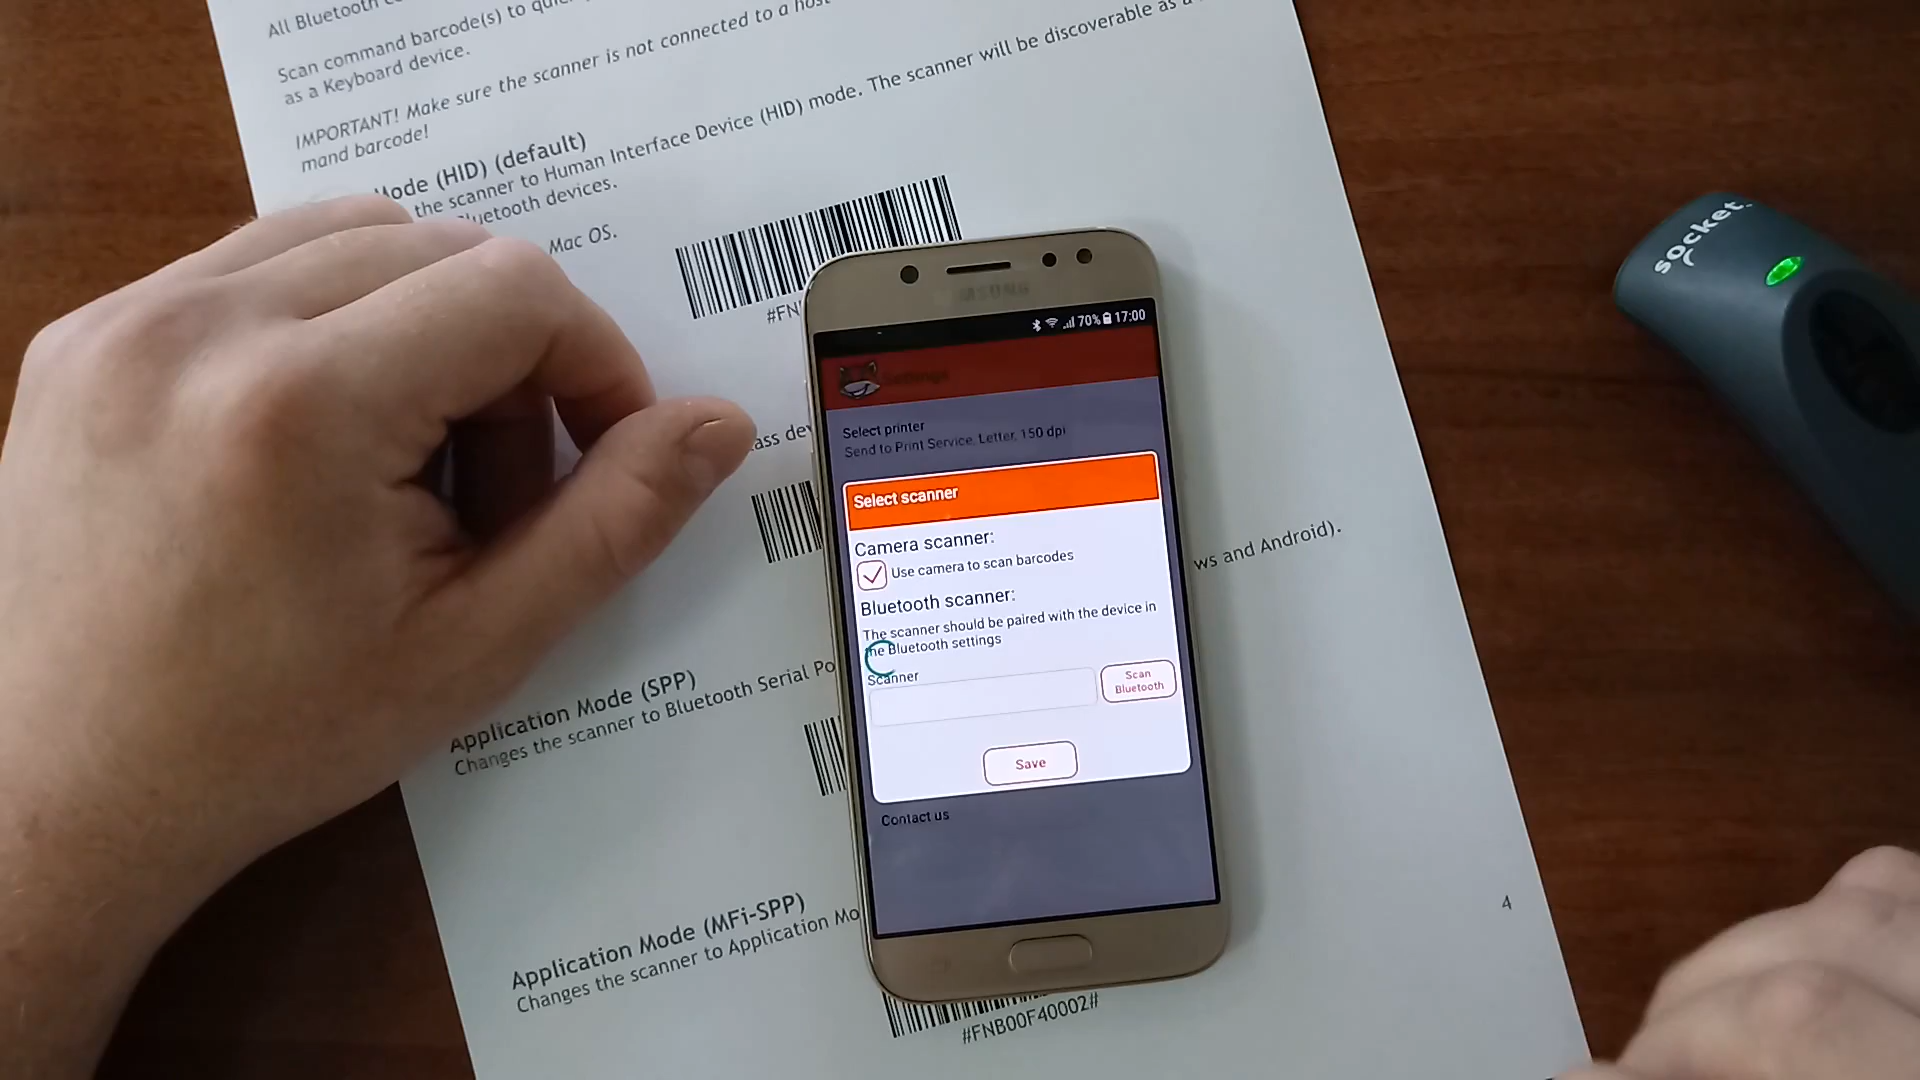 All Bluetooth
Scan command barcode(s) to
as a Keyboard device.
IMPORTANT! Make sure the scanner is not connected to a host
mand barcode!
Mode (HID) (default)
the scanner to Human Interface Device (HID) mode. The scanner will be discoverable as a
Bluetooth devices.
Mac OS.
#FN
ass dev
ws and Android).
Application Mode (SPP)
Changes the scanner to Bluetooth Serial Po
Application Mode (MFi-SPP)
Changes the scanner to Application Mo
#FNB00F40002#
4
SAMSUNG
70% 17:00
Settings
Select printer
Send to Print Service, Letter, 150 dpi
Select scanner
Camera scanner:
Use camera to scan barcodes
Bluetooth scanner:
The scanner should be paired with the device in
the Bluetooth settings
Scanner
Scan
Bluetooth
Save
Contact us
socket